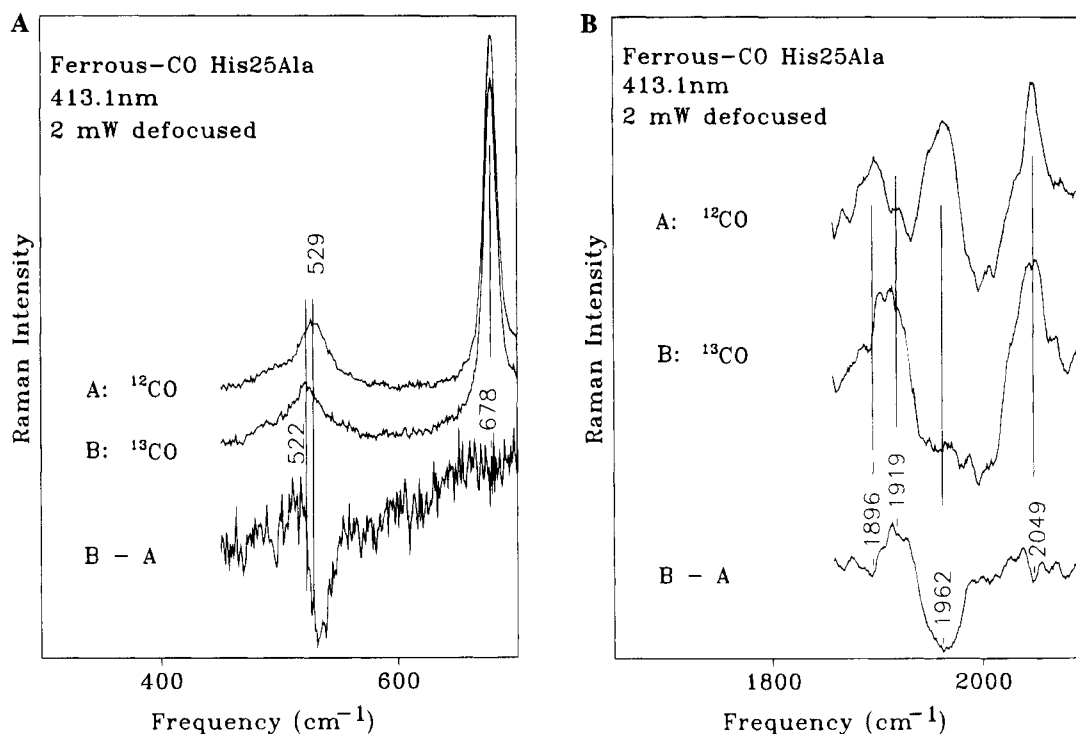 A
Ferrous-CO His25Ala
413.1nm
2 mW defocused
529
A: ¹²CO
B: ¹³CO
522
678
B - A
Raman Intensity
400
600
Frequency (cm⁻¹)
B
Ferrous-CO His25Ala
413.1nm
2 mW defocused
A: ¹²CO
B: ¹³CO
1896
1919
1962
2049
B - A
Raman Intensity
1800
2000
Frequency (cm⁻¹)